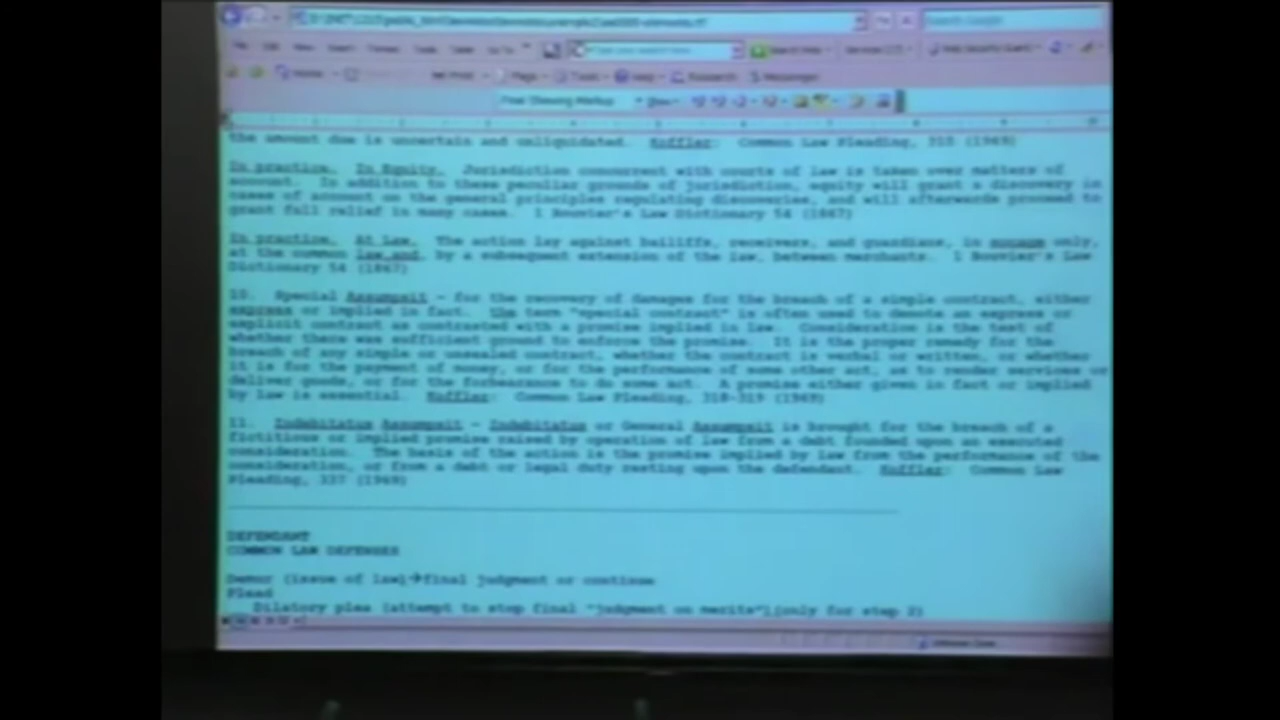 the amount due is uncertain and unliquidated. Koffler: Common Law Pleading, 310 (1969)
In practice. In Equity. Jurisdiction concurrent with courts of law is taken over matters of
account. In addition to these peculiar grounds of jurisdiction, equity will grant a discovery in
cases of account on the general principles regulating discoveries, and will afterwards proceed to
grant full relief in many cases. 1 Bouvier's Law Dictionary 54 (1867)
In practice. At Law. The action lay against bailiffs, receivers, and guardians, in socage only,
at the common law and, by a subsequent extension of the law, between merchants. 1 Bouvier's Law
Dictionary 54 (1867)
10. Special Assumpsit – for the recovery of damages for the breach of a simple contract, either
express or implied in fact. the term "special contract" is often used to denote an express or
explicit contract as contrasted with a promise implied in law. Consideration is the test of
whether there was sufficient ground to enforce the promise. It is the proper remedy for the
breach of any simple or unsealed contract, whether the contract is verbal or written, or whether
it is for the payment of money, or for the performance of some other act, as to render services or
deliver goods, or for the forbearance to do some act. A promise either given in fact or implied
by law is essential. Koffler: Common Law Pleading, 318-319 (1969)
11. Indebitatus Assumpsit – Indebitatus or General Assumpsit is brought for the breach of a
fictitious or implied promise raised by operation of law from a debt founded upon an executed
consideration. The basis of the action is the promise implied by law from the performance of the
consideration, or from a debt or legal duty resting upon the defendant. Koffler: Common Law
Pleading, 337 (1969)
DEFENDANT
COMMON LAW DEFENSES
Demur (issue of law)→final judgment or continue
Plead
Dilatory plea (attempt to stop final "judgment on merits")(only for step 2)